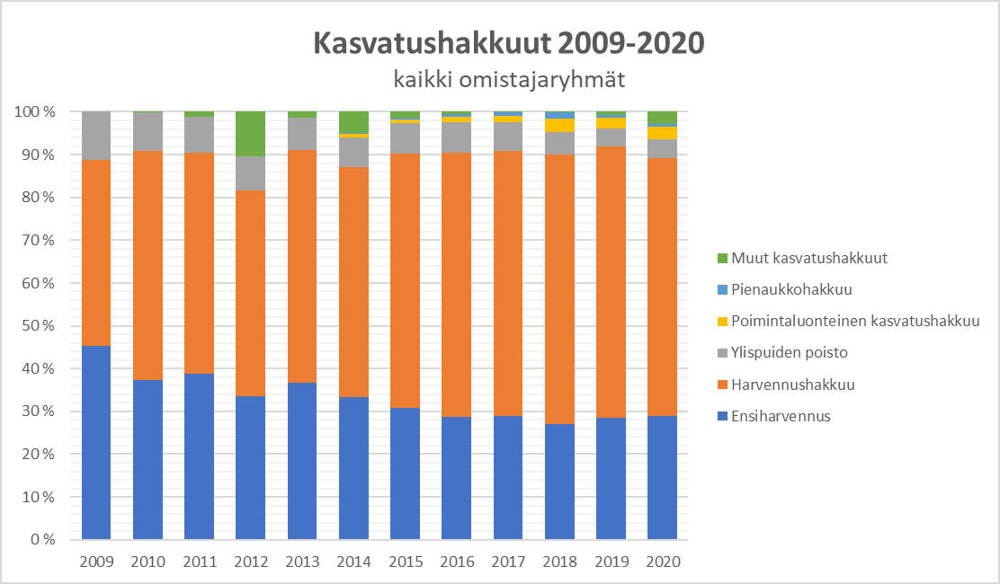 Kasvatushakkuut 2009-2020
kaikki omistajaryhmät
100 %
90 %
80 %
70 %
60 %
50 %
40 %
30 %
20 %
10 %
0 %
2009 2010 2011 2012 2013 2014 2015 2016 2017 2018 2019 2020
Muut kasvatushakkuut
Pienaukkohakkuu
Poimintaluonteinen kasvatushakkuu
Ylispuiden poisto
Harvennushakkuu
Ensiharvennus